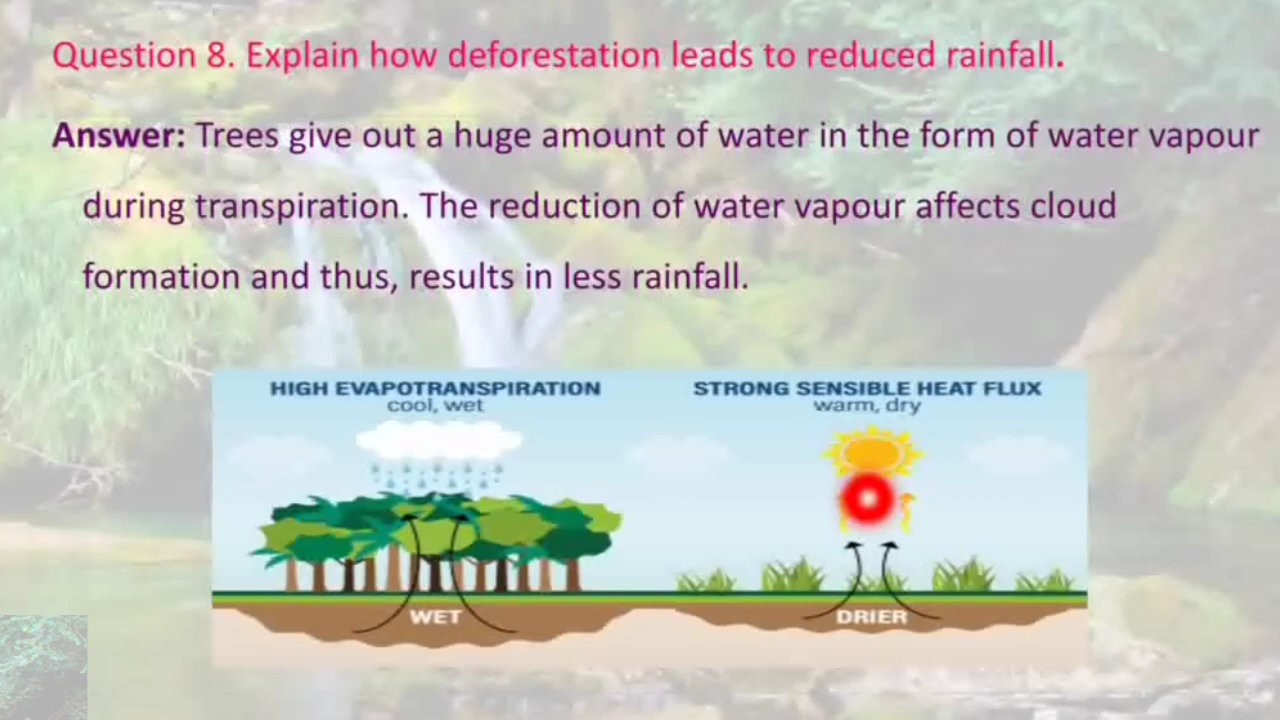 Question 8. Explain how deforestation leads to reduced rainfall.
Answer: Trees give out a huge amount of water in the form of water vapour
during transpiration. The reduction of water vapour affects cloud
formation and thus, results in less rainfall.
HIGH EVAPOTRANSPIRATION
cool, wet
STRONG SENSIBLE HEAT FLUX
warm, dry
WET
DRIER